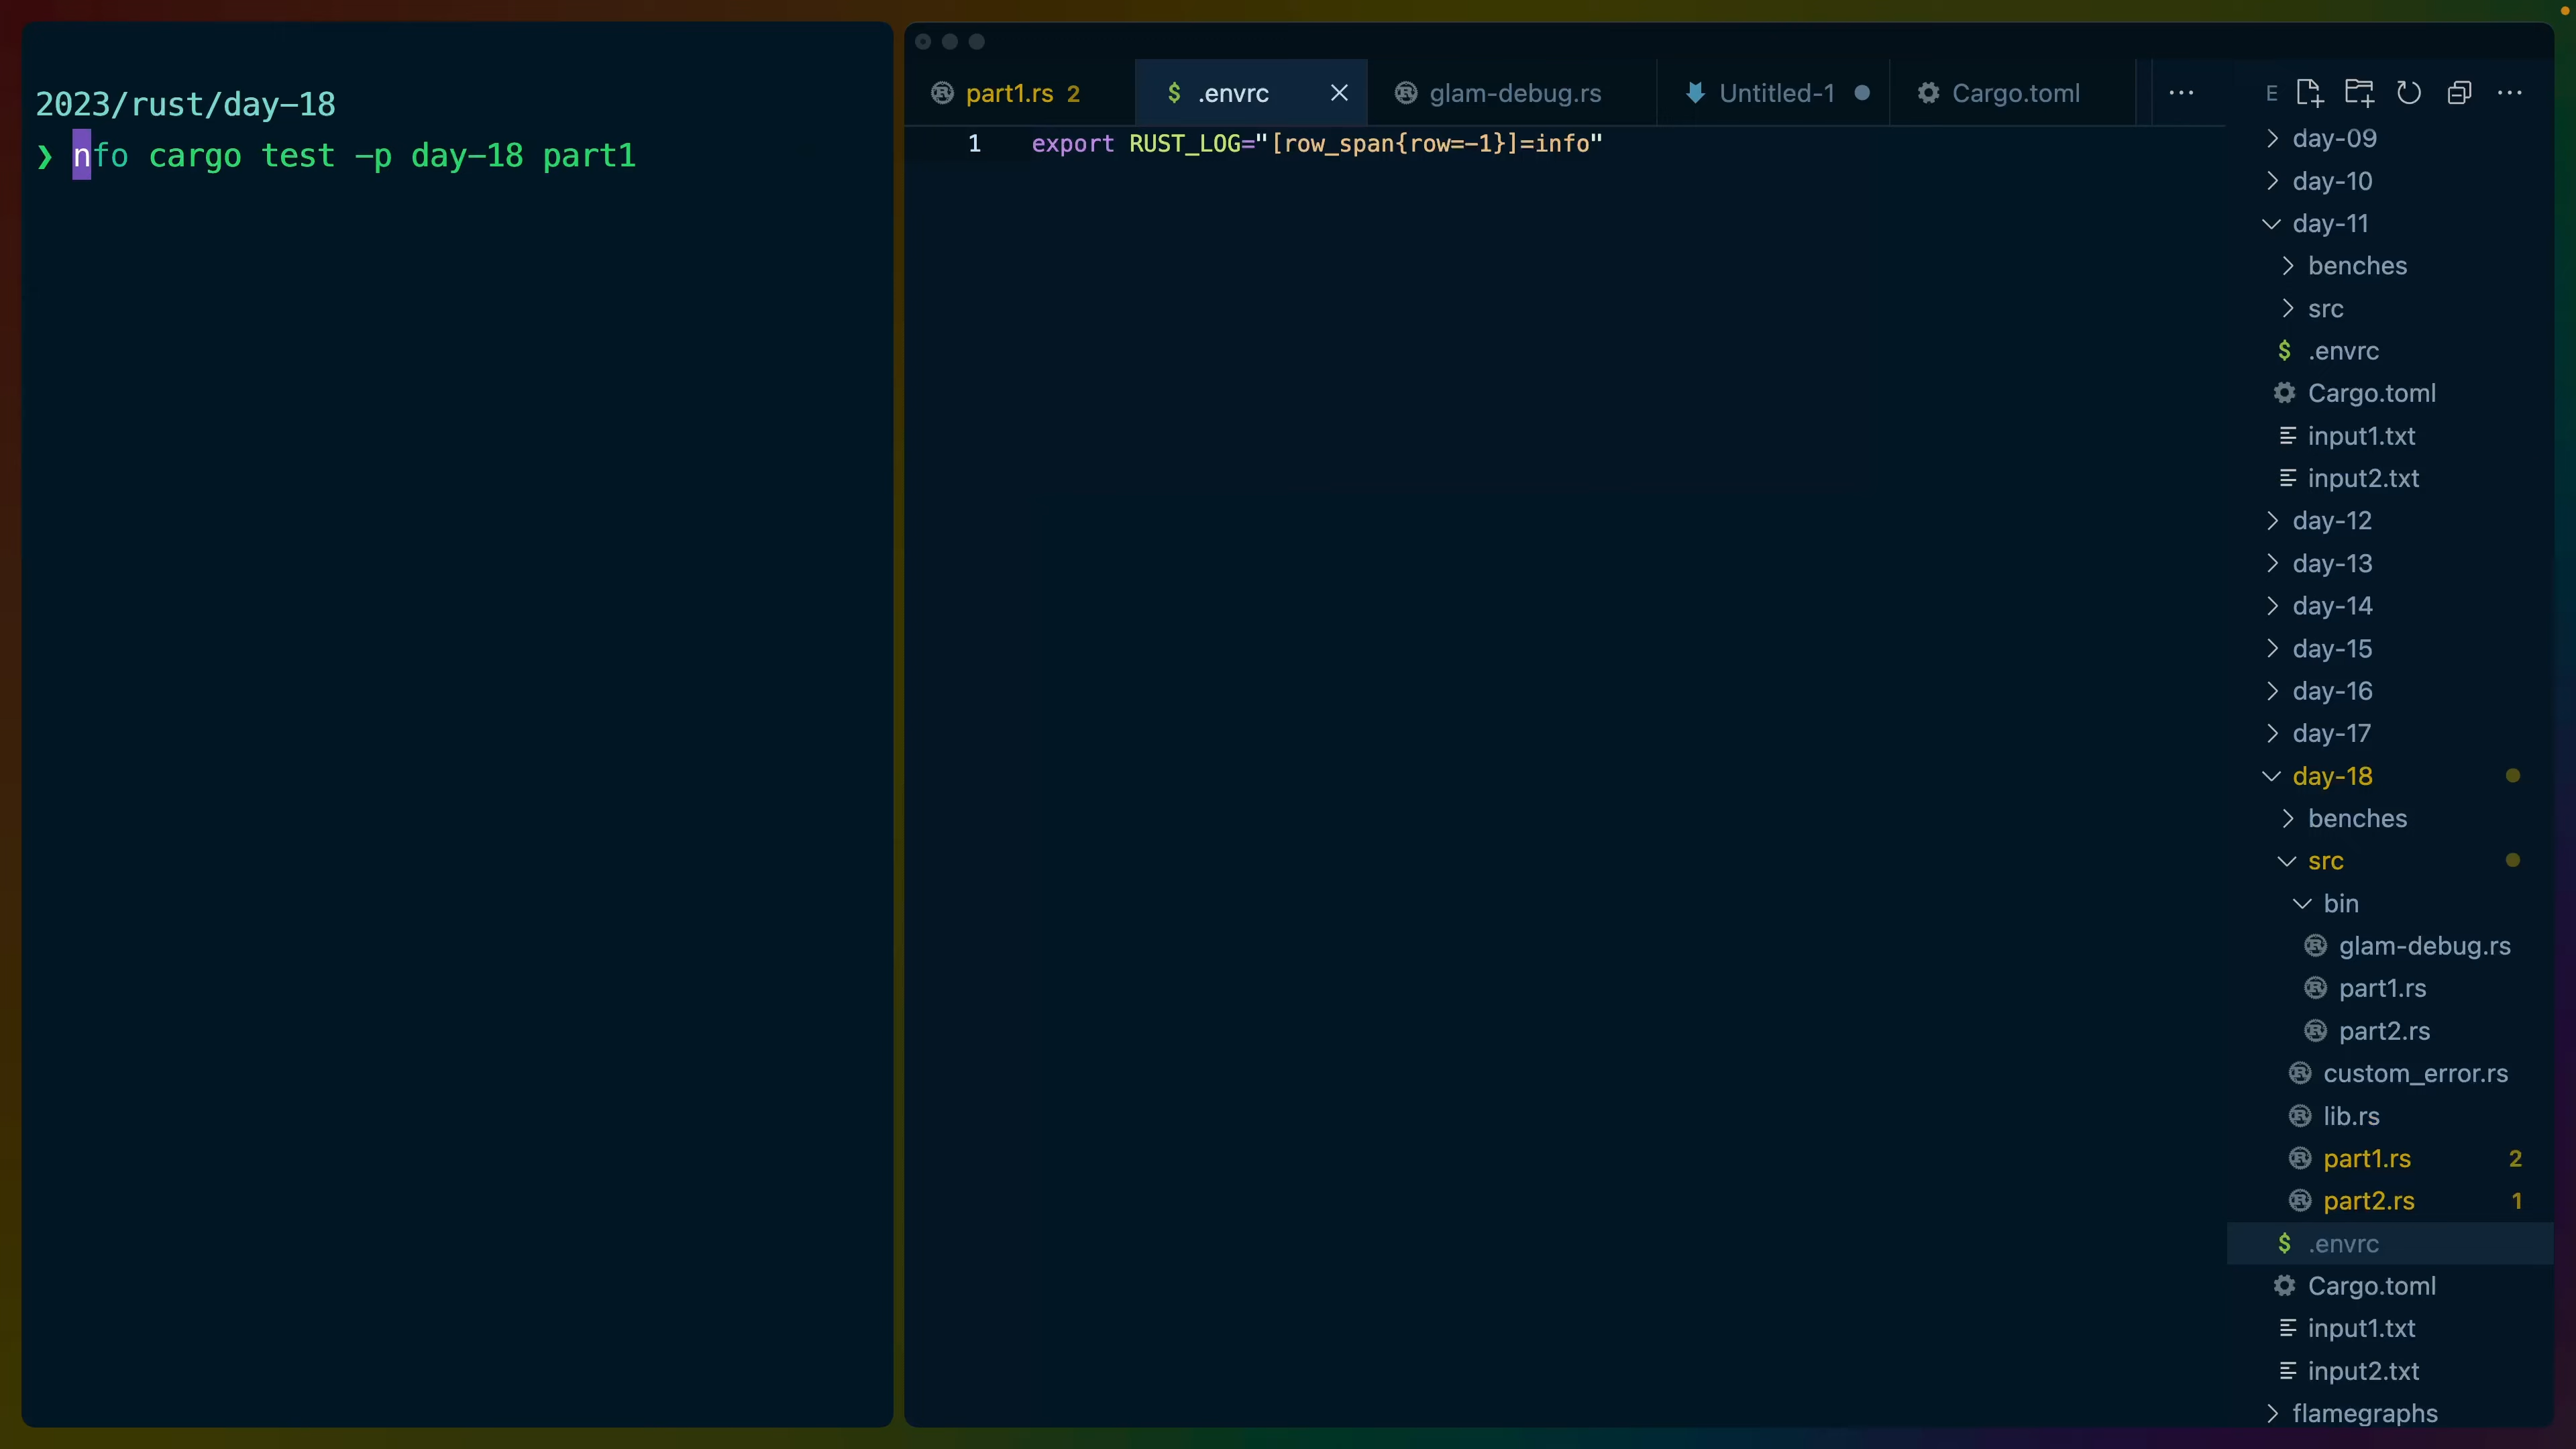 2023/rust/day-18
❯ nfo cargo test -p day-18 part1
part1.rs 2
$ .envrc
glam-debug.rs
Untitled-1
Cargo.toml
...
1 export RUST_LOG="[row_span{row=-1}]=info"
E
...
day-09
day-10
day-11
benches
src
$ .envrc
Cargo.toml
input1.txt
input2.txt
day-12
day-13
day-14
day-15
day-16
day-17
day-18
benches
src
bin
glam-debug.rs
part1.rs
part2.rs
custom_error.rs
lib.rs
part1.rs 2
part2.rs 1
$ .envrc
Cargo.toml
input1.txt
input2.txt
flamegraphs